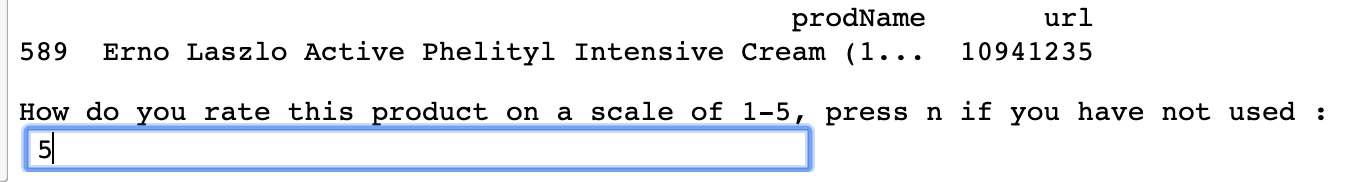 prodName url
589 Erno Laszlo Active Phelityl Intensive Cream (1... 10941235
How do you rate this product on a scale of 1-5, press n if you have not used :
5